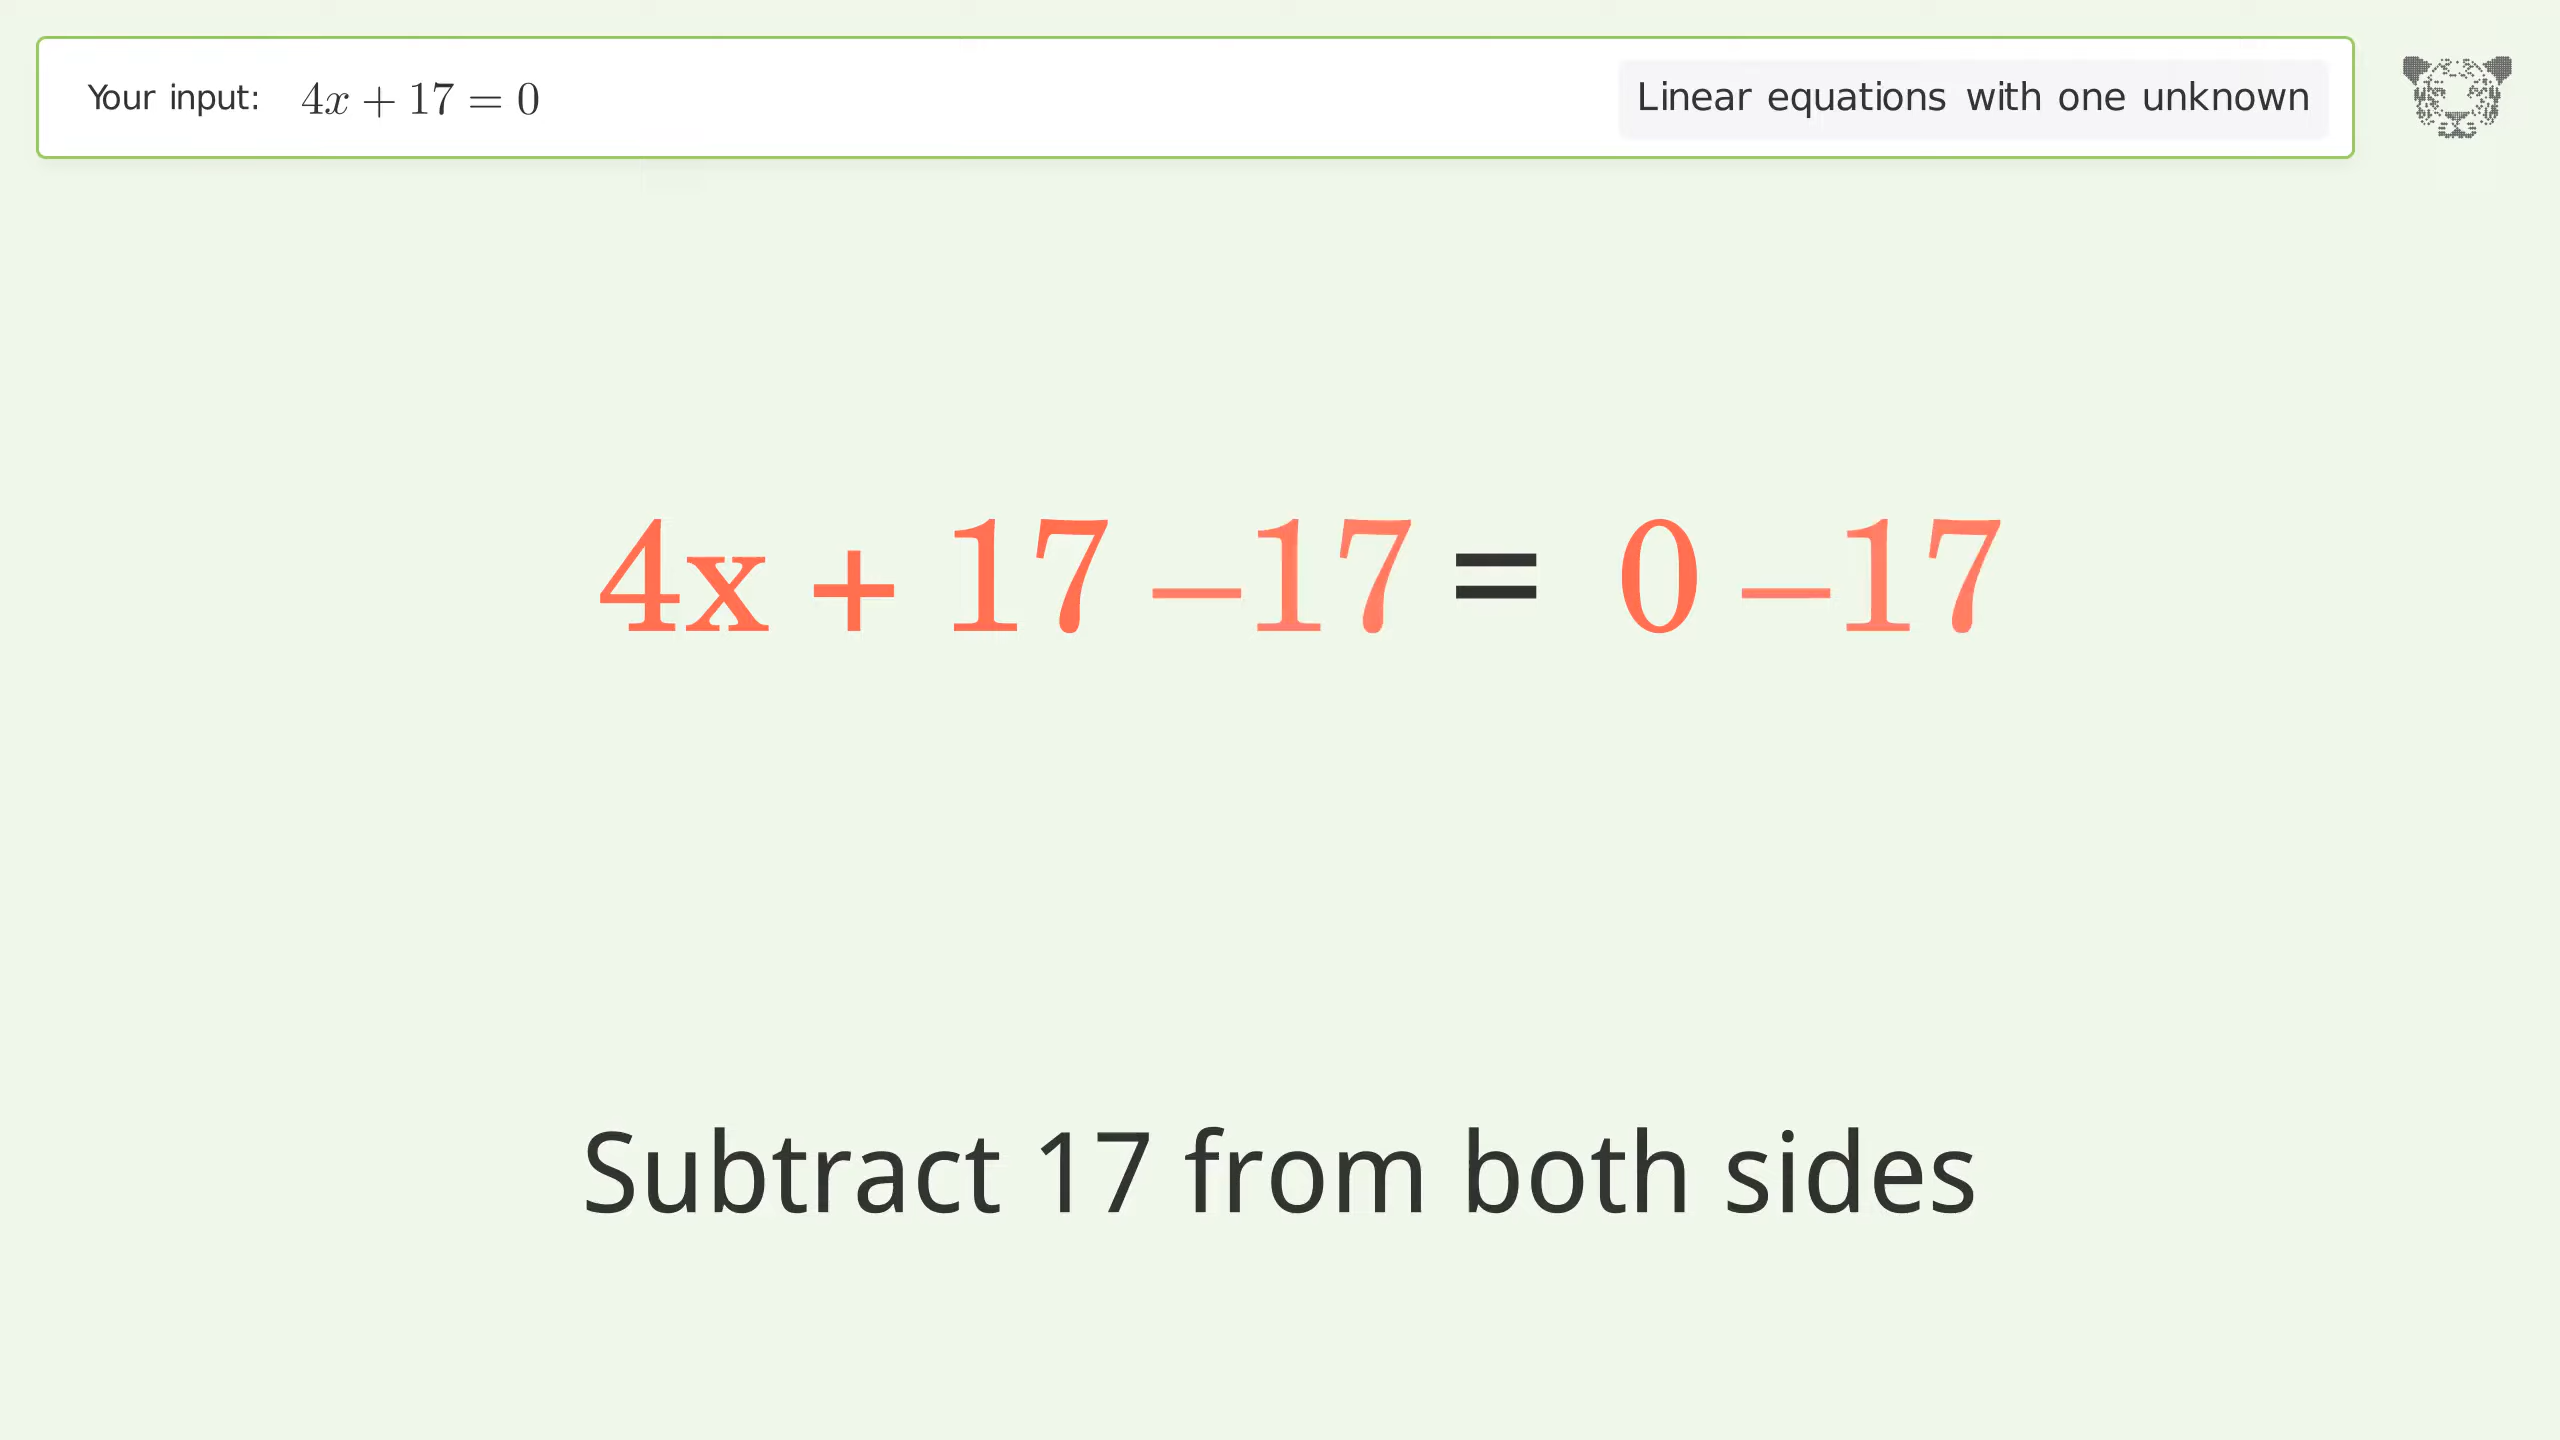 Your input: 4x + 17 = 0
Linear equations with one unknown
4x + 17 –17 = 0 –17
Subtract 17 from both sides